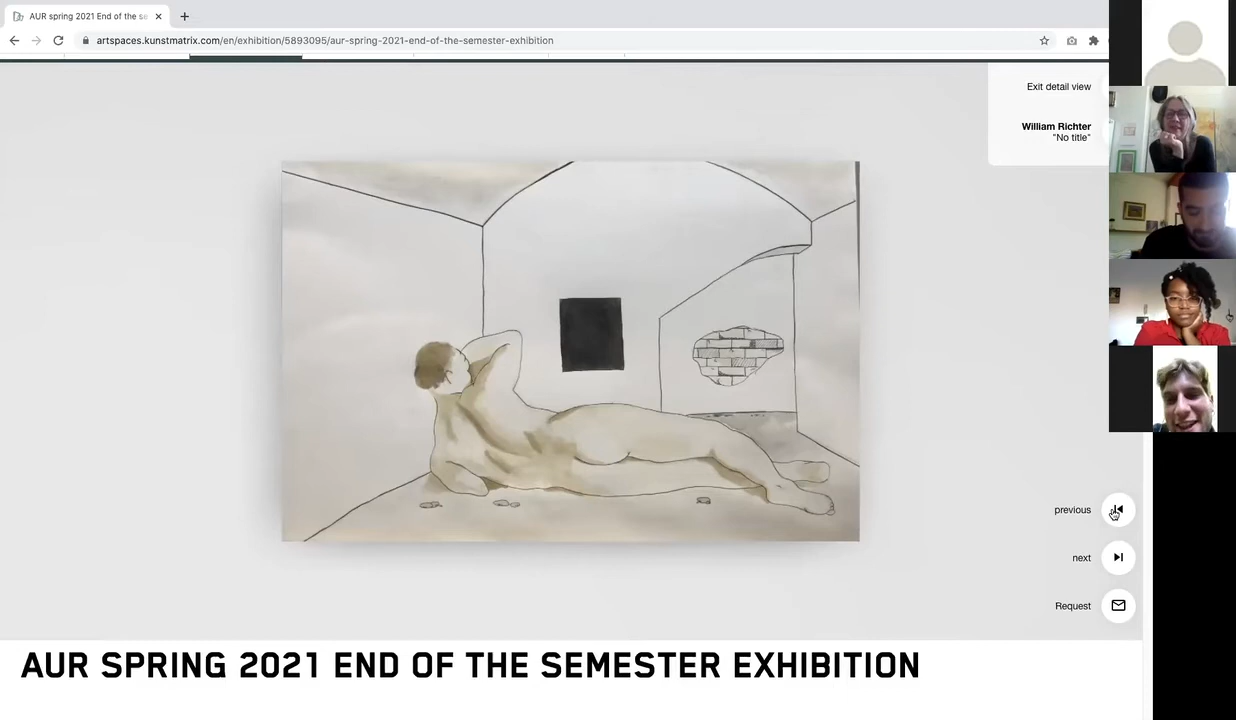 AUR spring 2021 End of the se
artspaces.kunstmatrix.com/en/exhibition/5893095/aur-spring-2021-end-of-the-semester-exhibition
Exit detail view
William Richter
"No title"
previous
next
Request
AUR SPRING 2021 END OF THE SEMESTER EXHIBITION